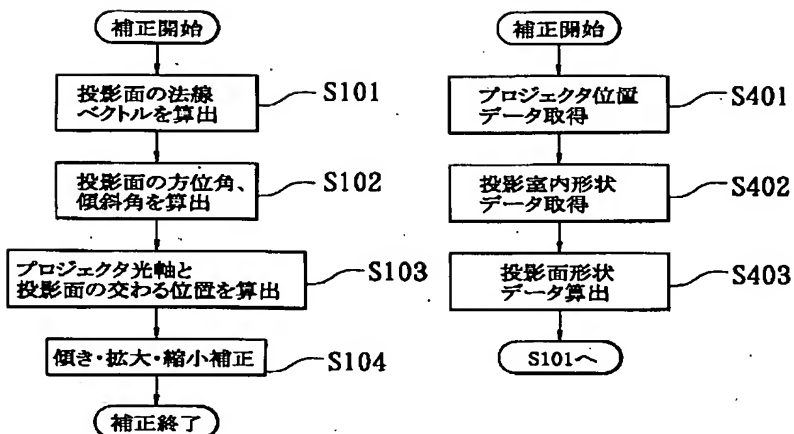 補正開始
投影面の法線
ベクトルを算出
S101
投影面の方位角、
傾斜角を算出
S102
プロジェクタ光軸と
投影面の交わる位置を算出
S103
傾き・拡大・縮小補正
S104
補正終了
補正開始
プロジェクタ位置
データ取得
S401
投影室内形状
データ取得
S402
投影面形状
データ算出
S403
S101へ